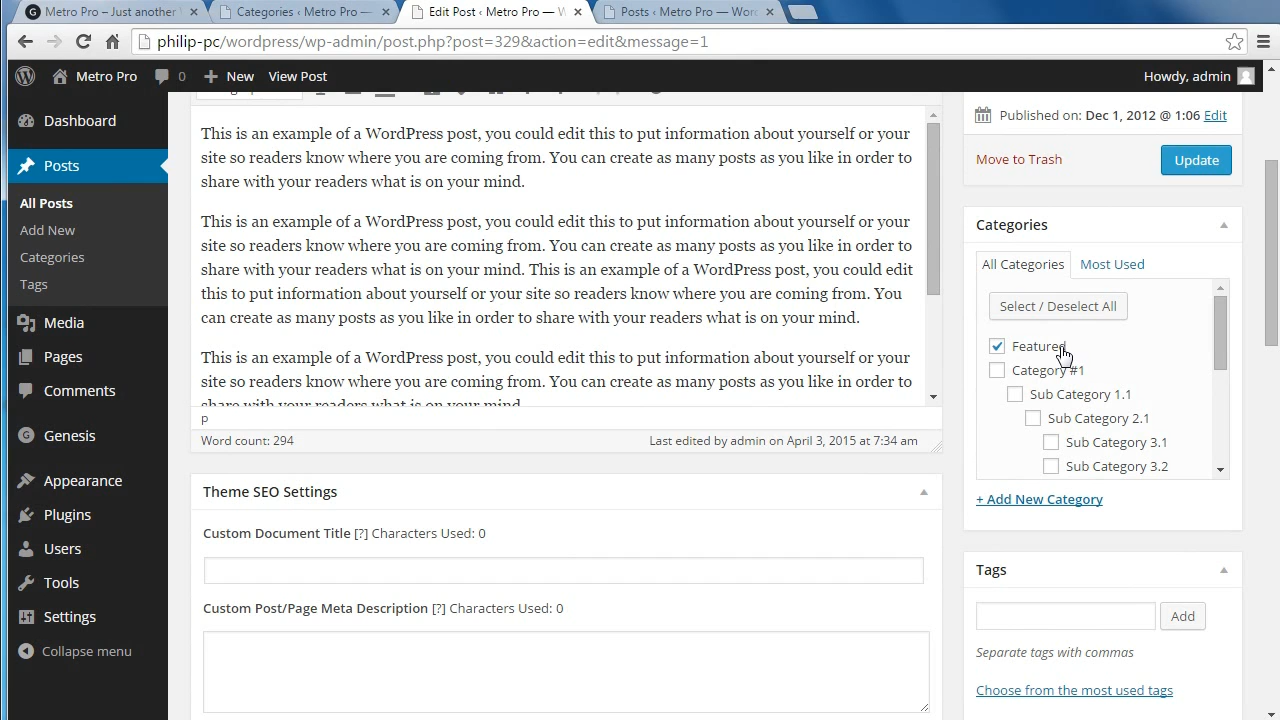 Metro Pro – Just another
Categories ‹ Metro Pro —
Edit Post ‹ Metro Pro — W
Posts ‹ Metro Pro — Wor
philip-pc/wordpress/wp-admin/post.php?post=329&action=edit&message=1
Metro Pro
0
New
View Post
Howdy, admin
Dashboard
Posts
All Posts
Add New
Categories
Tags
Media
Pages
Comments
Genesis
Appearance
Plugins
Users
Tools
Settings
Collapse menu
This is an example of a WordPress post, you could edit this to put information about yourself or your
site so readers know where you are coming from. You can create as many posts as you like in order to
share with your readers what is on your mind.
This is an example of a WordPress post, you could edit this to put information about yourself or your
site so readers know where you are coming from. You can create as many posts as you like in order to
share with your readers what is on your mind. This is an example of a WordPress post, you could edit
this to put information about yourself or your site so readers know where you are coming from. You
can create as many posts as you like in order to share with your readers what is on your mind.
This is an example of a WordPress post, you could edit this to put information about yourself or your
site so readers know where you are coming from. You can create as many posts as you like in order to
share with your readers what is on your mind.
p
Word count: 294
Last edited by admin on April 3, 2015 at 7:34 am
Theme SEO Settings
Custom Document Title [?] Characters Used: 0
Custom Post/Page Meta Description [?] Characters Used: 0
Published on: Dec 1, 2012 @ 1:06 Edit
Move to Trash
Update
Categories
All Categories
Most Used
Select / Deselect All
Featured
Category #1
Sub Category 1.1
Sub Category 2.1
Sub Category 3.1
Sub Category 3.2
+ Add New Category
Tags
Add
Separate tags with commas
Choose from the most used tags